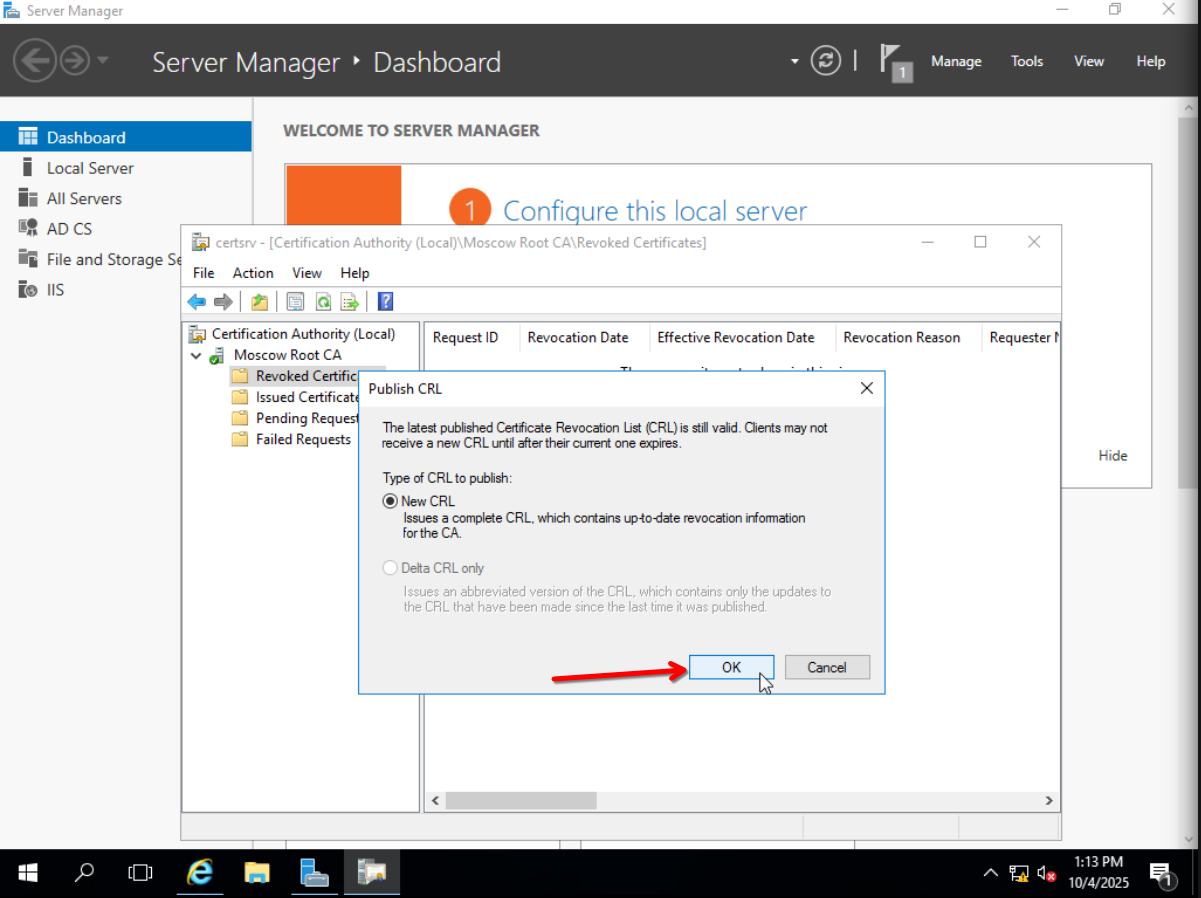 Server Manager
Server Manager ‣ Dashboard
1
Manage
Tools
View
Help
Dashboard
Local Server
All Servers
AD CS
File and Storage Se
IIS
WELCOME TO SERVER MANAGER
1
Configure this local server
Hide
certsrv - [Certification Authority (Local)\Moscow Root CA\Revoked Certificates]
File
Action
View
Help
Certification Authority (Local)
Moscow Root CA
Revoked Certific
Issued Certificate
Pending Request
Failed Requests
Request ID
Revocation Date
Effective Revocation Date
Revocation Reason
Requester N
Publish CRL
The latest published Certificate Revocation List (CRL) is still valid. Clients may not
receive a new CRL until after their current one expires.
Type of CRL to publish:
New CRL
Issues a complete CRL, which contains up-to-date revocation information
for the CA.
Delta CRL only
Issues an abbreviated version of the CRL, which contains only the updates to
the CRL that have been made since the last time it was published.
OK
Cancel
1:13 PM
10/4/2025
1